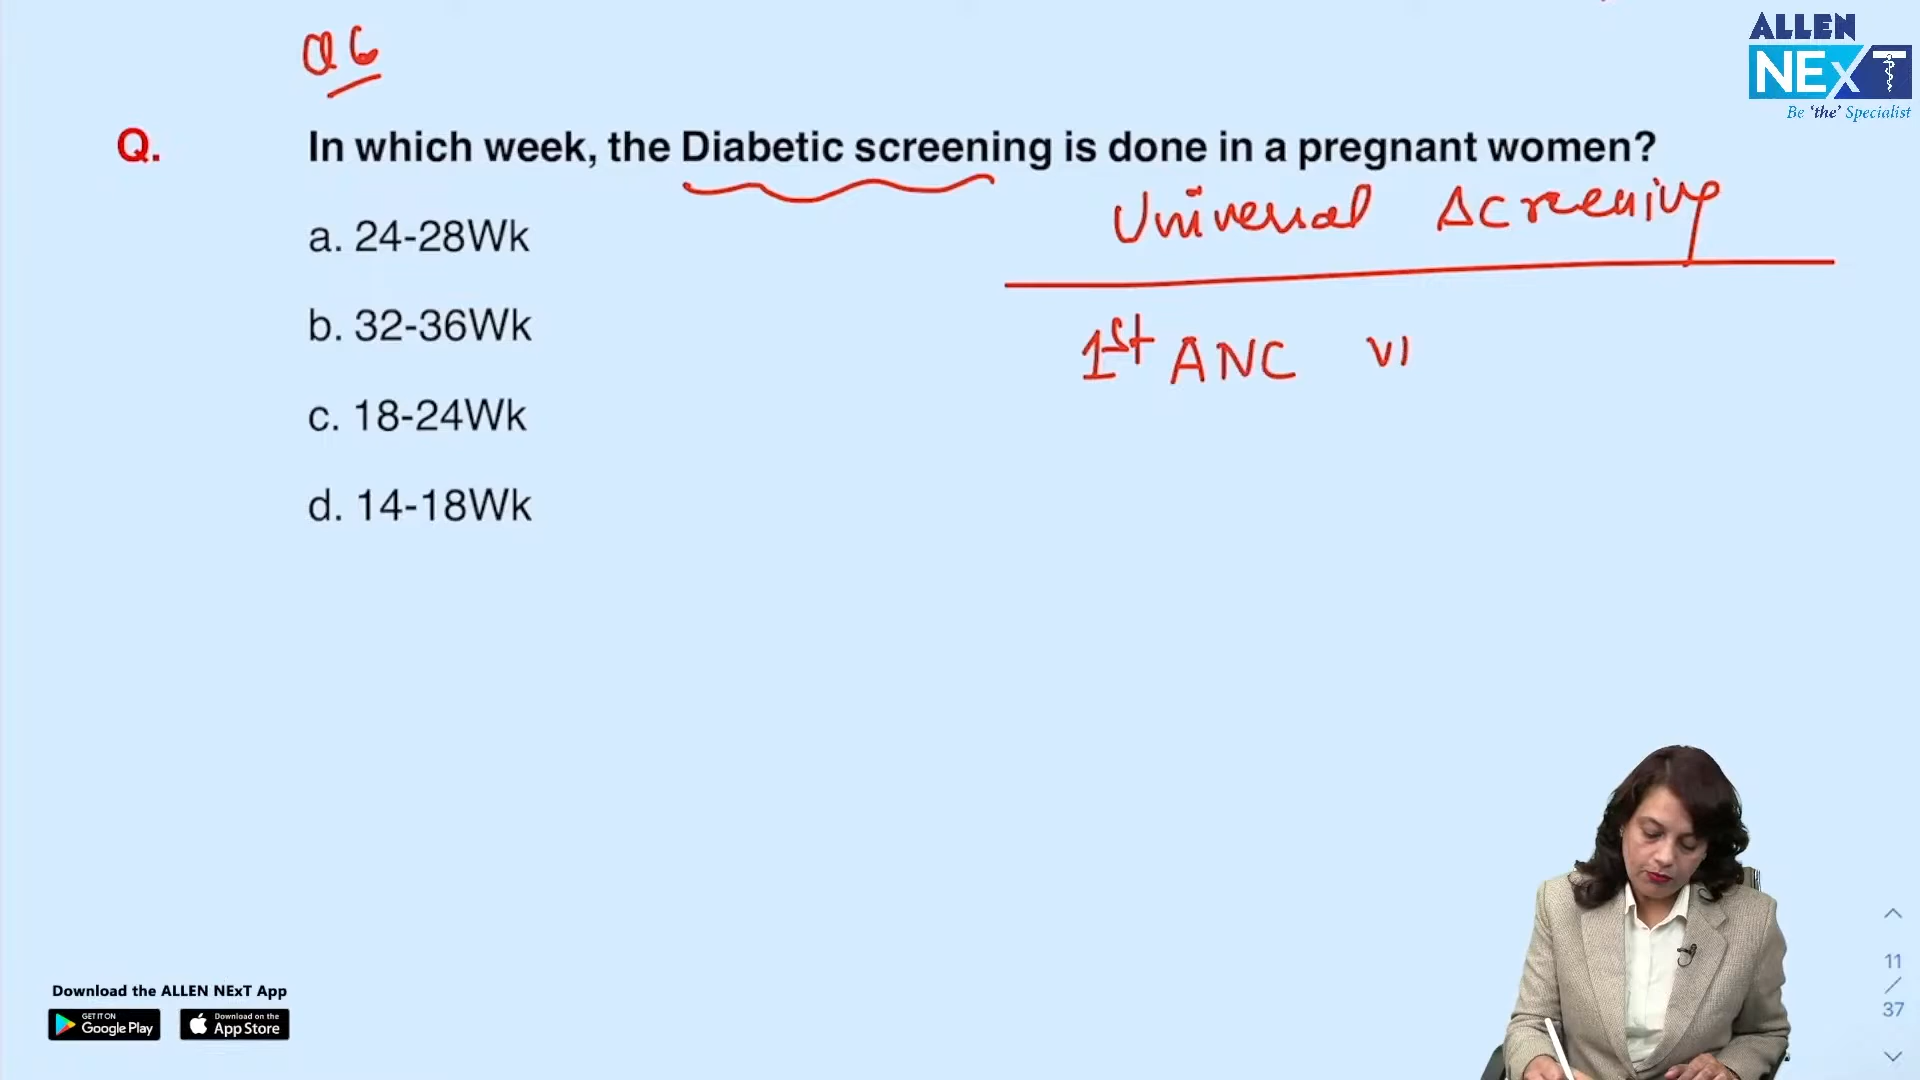 Q6
ALLEN
NExT
Be 'the' Specialist
Q. In which week, the Diabetic screening is done in a pregnant women?
Universal Screening
a. 24-28Wk
b. 32-36Wk
1st ANC vi
c. 18-24Wk
d. 14-18Wk
11
/
37
Download the ALLEN NExT App
GET IT ON
Google Play
Download on the
App Store